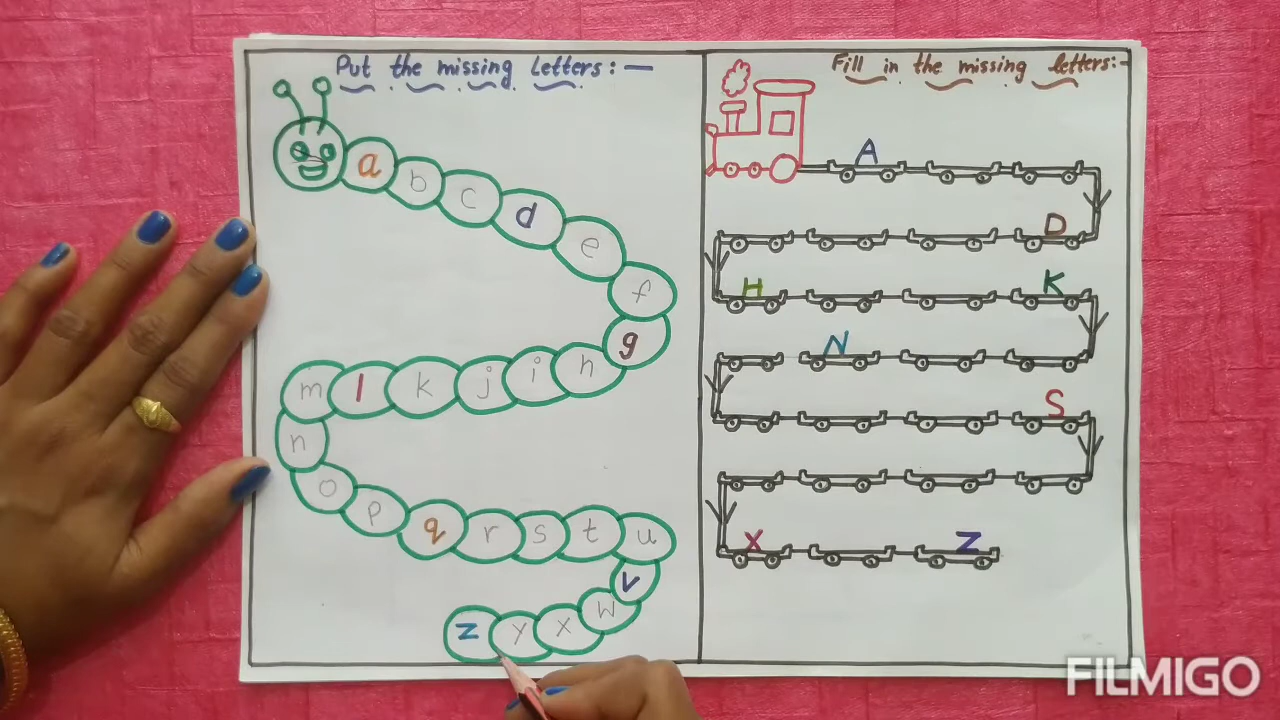 Put the missing Letters:—
a b c d e f
g
m l k j i h
n
o p q r s t u
v
z y x w
Fill in the missing letters:-
A
D
H K
N
S
X Z
FILMIGO